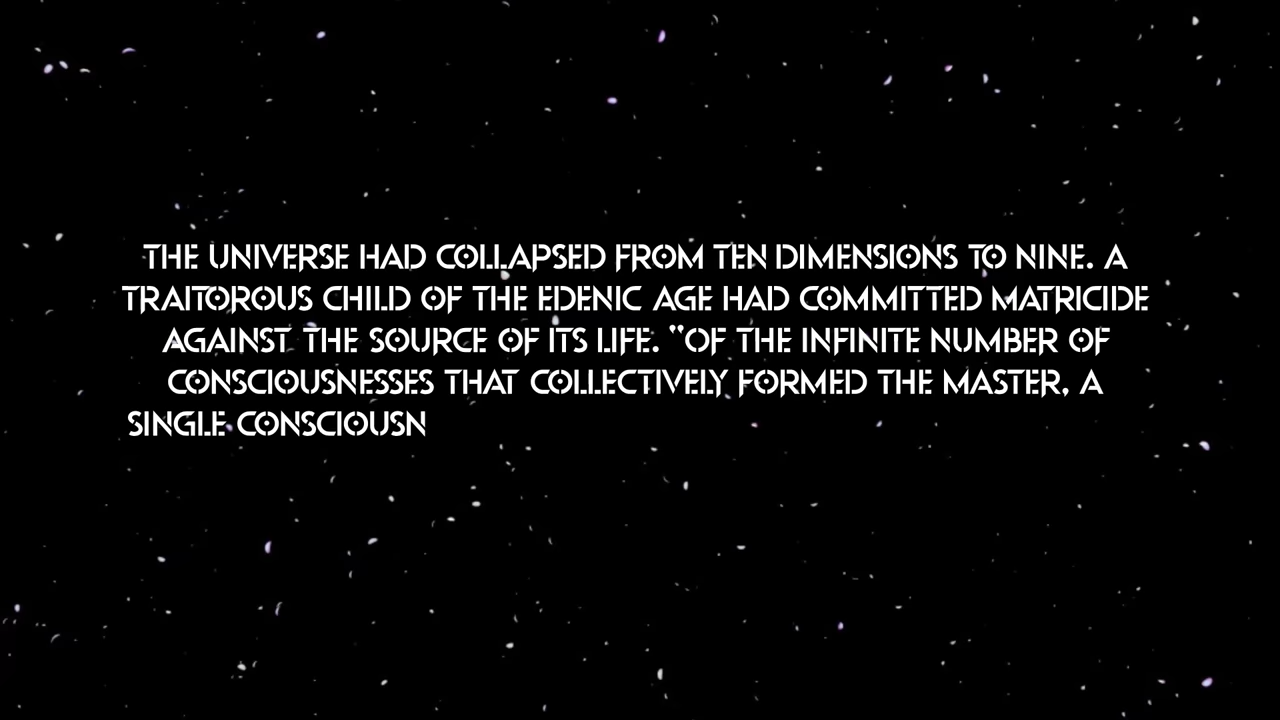 THE UNIVERSE HAD COLLAPSED FROM TEN DIMENSIONS TO NINE. A
TRAITOROUS CHILD OF THE EDENIC AGE HAD COMMITTED MATRICIDE
AGAINST THE SOURCE OF ITS LIFE. "OF THE INFINITE NUMBER OF
CONSCIOUSNESSES THAT COLLECTIVELY FORMED THE MASTER, A
SINGLE CONSCIOUSN